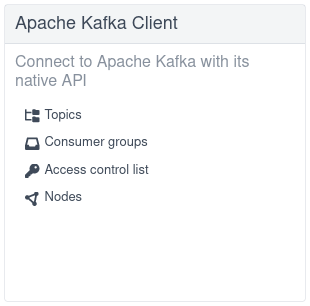 Apache Kafka Client
Connect to Apache Kafka with its
native API
Topics
Consumer groups
Access control list
Nodes